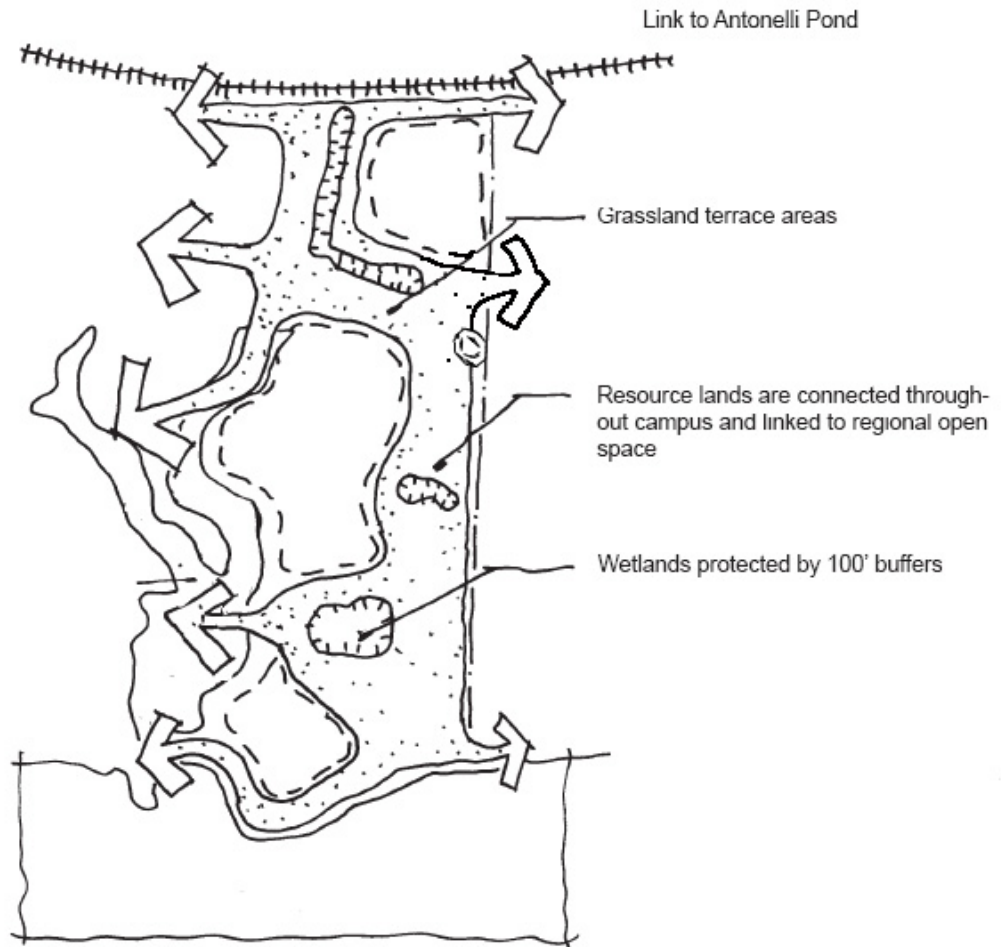 Link to Antonelli Pond
Grassland terrace areas
Resource lands are connected through-
out campus and linked to regional open
space
Wetlands protected by 100' buffers